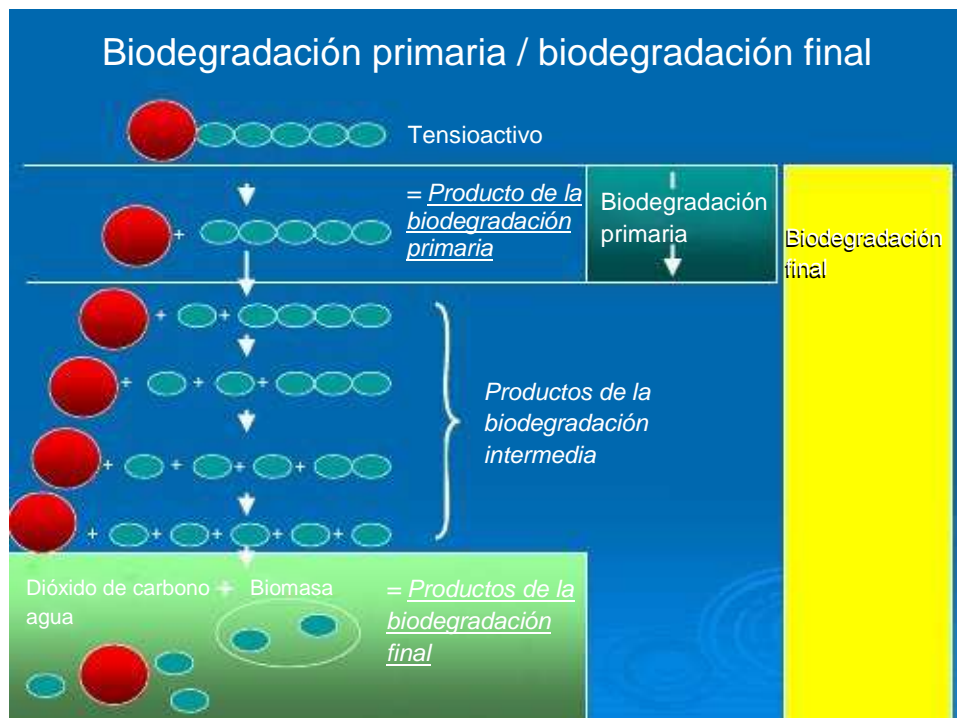 Biodegradación primaria / biodegradación final
Tensioactivo
= Producto de la
biodegradación
primaria
Biodegradación
primaria
Biodegradación
final
+
+ +
+ + +
+ + + +
+ + + + +
Productos de la
biodegradación
intermedia
Dióxido de carbono + Biomasa
agua
= Productos de la
biodegradación
final